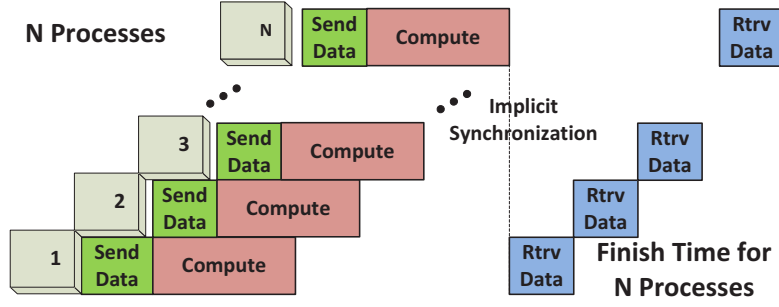 N Processes
N
Send
Data
Compute
Rtrv
Data
Implicit
Synchronization
3
Send
Data
Compute
Rtrv
Data
2
Send
Data
Compute
Rtrv
Data
1
Send
Data
Compute
Rtrv
Data
Finish Time for
N Processes